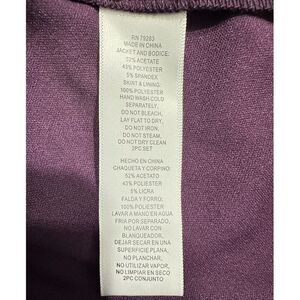 RN 79283
MADE IN CHINA
JACKET AND BODICE:
52% ACETATE
43% POLYESTER
5% SPANDEX
SKIRT & LINING:
100% POLYESTER
HAND WASH COLD
SEPARATELY,
DO NOT BLEACH,
LAY FLAT TO DRY,
DO NOT IRON,
DO NOT STEAM,
DO NOT DRY CLEAN
2PC SET
HECHO EN CHINA
CHAQUETA Y CORPINO:
52% ACETATO
43% POLIESTER
5% LICRA
FALDA Y FORRO:
100% POLIESTER
LAVAR A MANO EN AGUA
FRIA POR SEPARADO,
NO LAVAR CON
BLANQUEADOR,
DEJAR SECAR EN UNA
SUPERFICIE PLANA,
NO PLANCHAR,
NO UTILIZAR VAPOR,
NO LIMPIAR EN SECO
2PC CONJUNTO